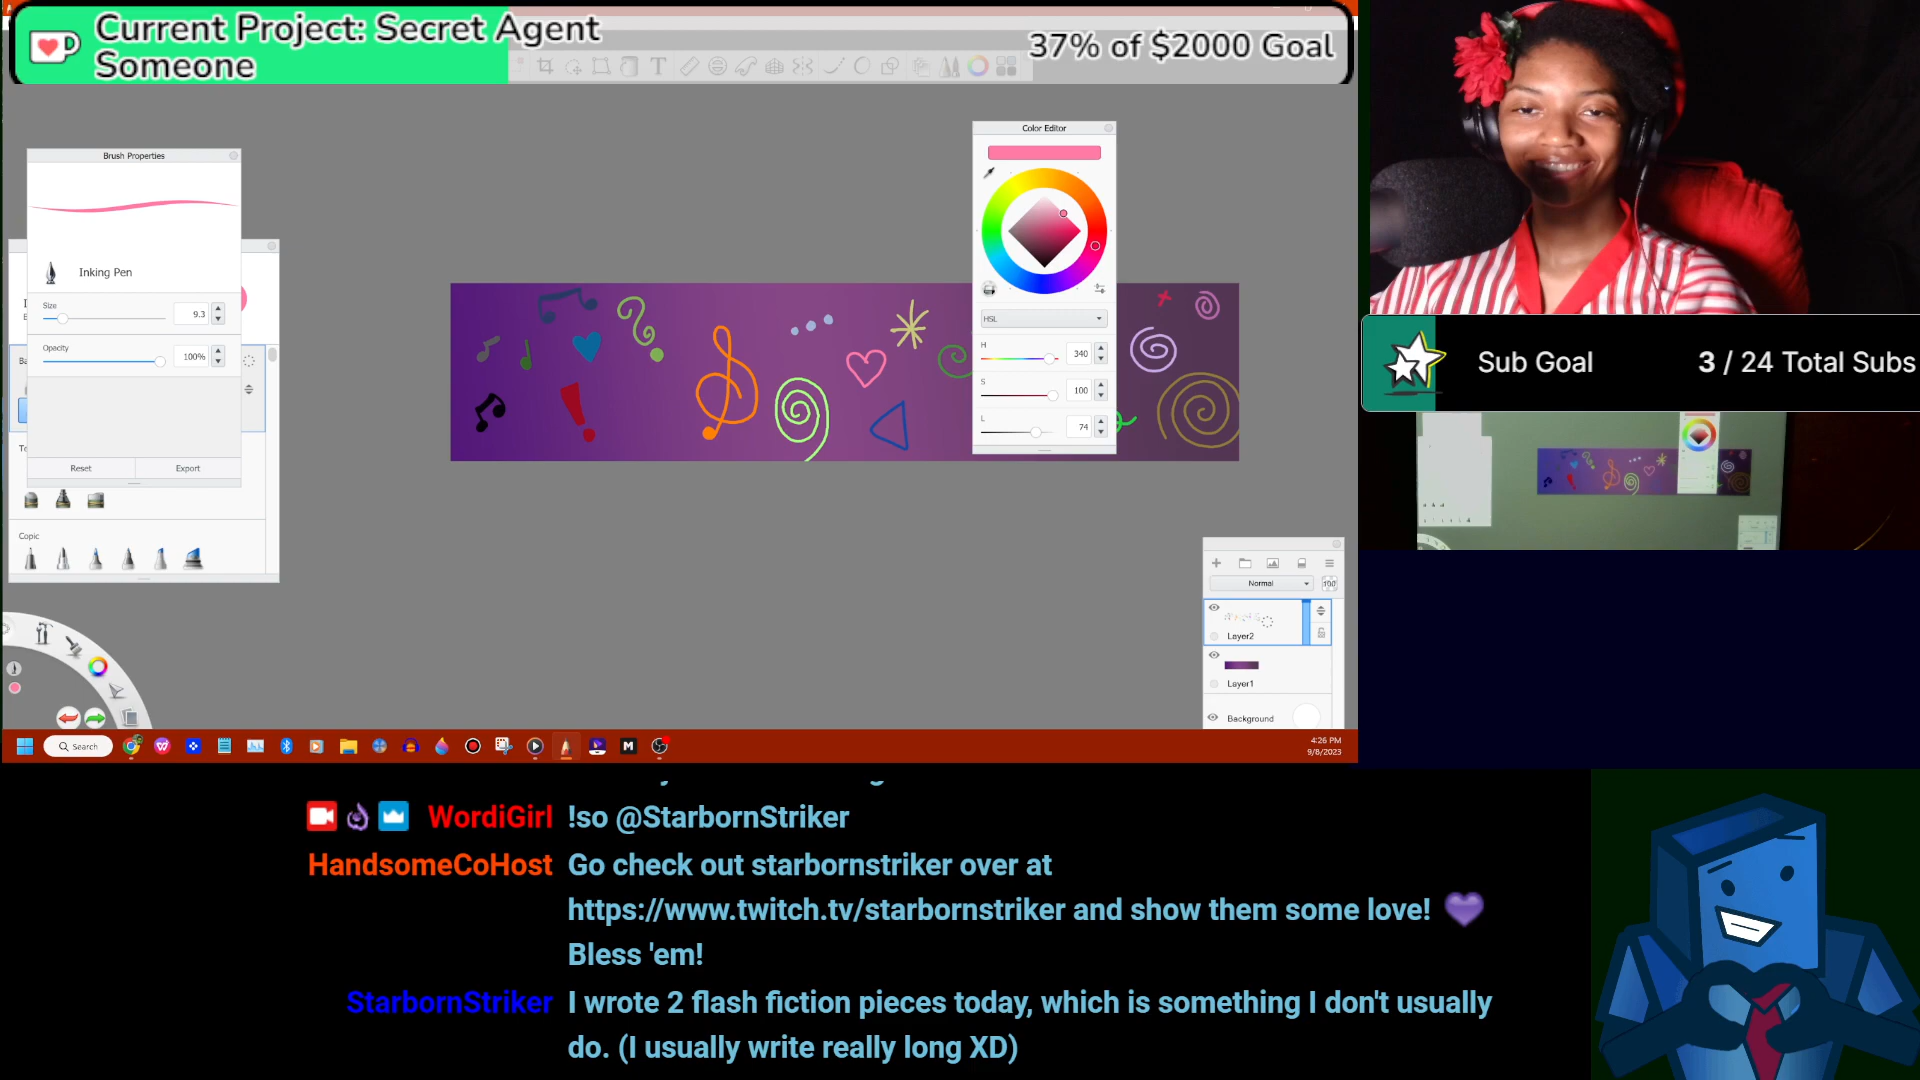 Current Project: Secret Agent
Someone
37% of $2000 Goal
Brush Properties
Inking Pen
Size
9.3
Opacity
100%
Reset
Export
Copic
Color Editor
HSL
H
340
S
100
L
74
Normal
100
Layer2
Layer1
Background
Search
4:26 PM
9/8/2023
Sub Goal
3 / 24 Total Subs
WordiGirl !so @StarbornStriker
HandsomeCoHost Go check out starbornstriker over at
https://www.twitch.tv/starbornstriker and show them some love!
Bless 'em!
StarbornStriker I wrote 2 flash fiction pieces today, which is something I don't usually
do. (I usually write really long XD)